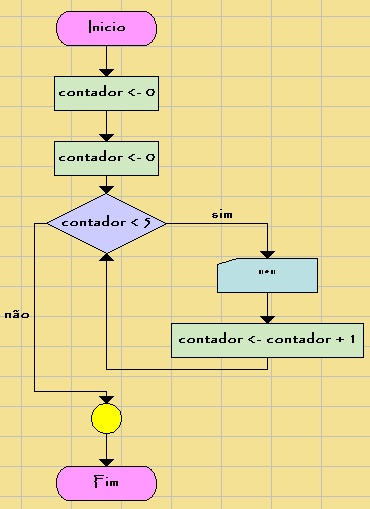 Inicio
contador <- 0
contador <- 0
contador < 5
sim
não
contador <- contador + 1
Fim